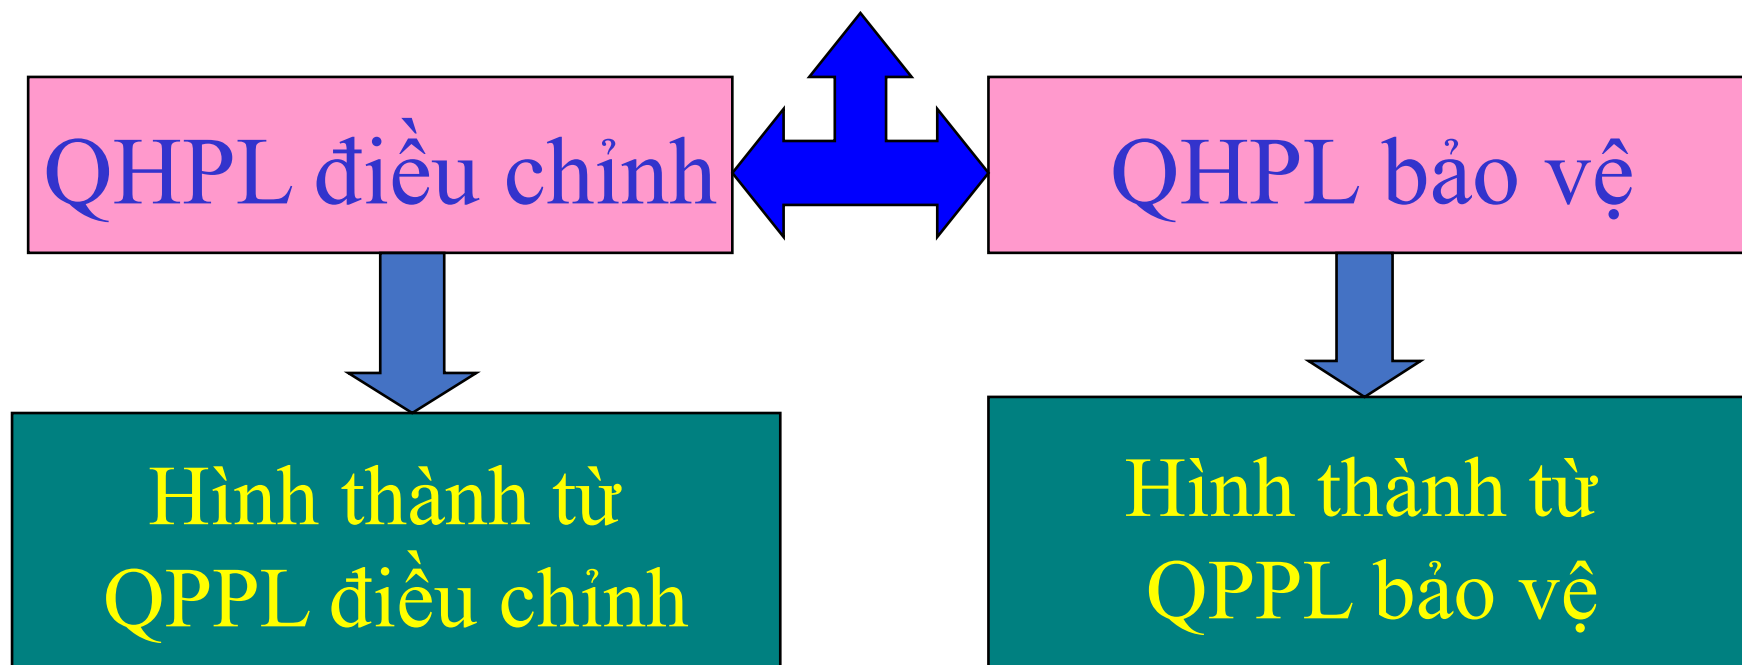 QHPL điều chỉnh
QHPL bảo vệ
Hình thành từ
QPPL điều chỉnh
Hình thành từ
QPPL bảo vệ